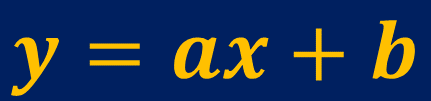 y = ax + b